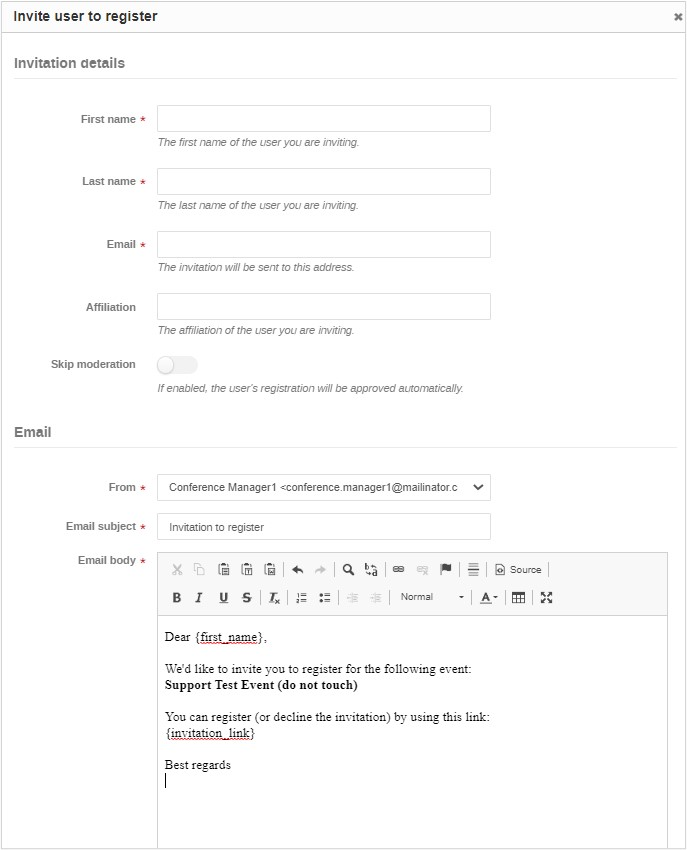 Invite user to register
Invitation details
First name *
The first name of the user you are inviting.
Last name *
The last name of the user you are inviting.
Email *
The invitation will be sent to this address.
Affiliation
The affiliation of the user you are inviting.
Skip moderation
If enabled, the user's registration will be approved automatically.
Email
From *
Conference Manager1 <conference.manager1@mailinator.c
Email subject *
Invitation to register
Email body *
Source
B I U S Tx
Normal
A
Dear {first_name},
We'd like to invite you to register for the following event:
Support Test Event (do not touch)
You can register (or decline the invitation) by using this link:
{invitation_link}
Best regards